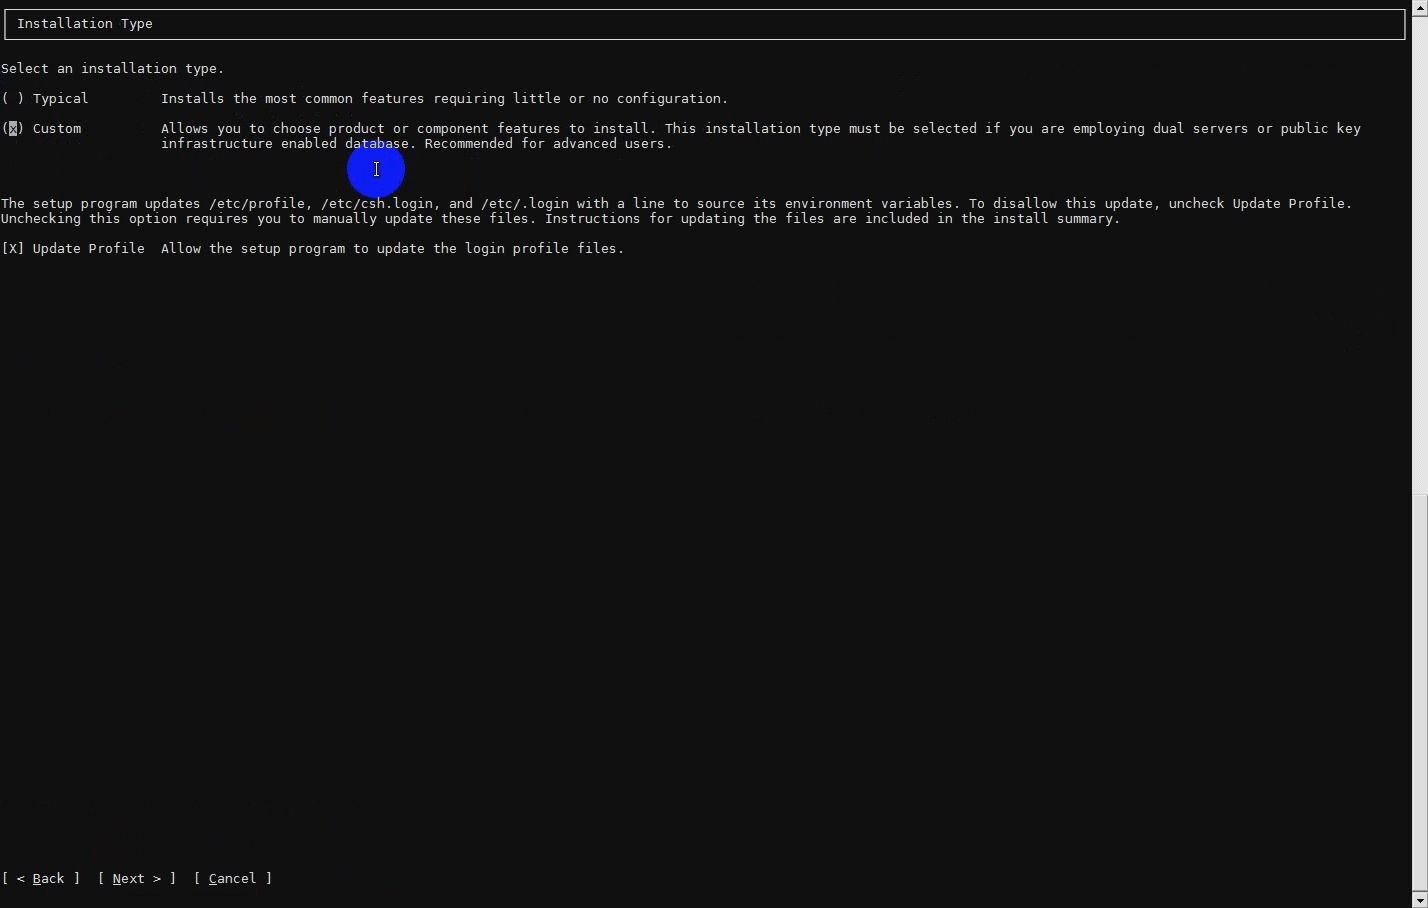 Installation Type
Select an installation type.
( ) Typical Installs the most common features requiring little or no configuration.
(x) Custom Allows you to choose product or component features to install. This installation type must be selected if you are employing dual servers or public key
infrastructure enabled database. Recommended for advanced users.
The setup program updates /etc/profile, /etc/csh.login, and /etc/.login with a line to source its environment variables. To disallow this update, uncheck Update Profile.
Unchecking this option requires you to manually update these files. Instructions for updating the files are included in the install summary.
[X] Update Profile Allow the setup program to update the login profile files.
[ < Back ] [ Next > ] [ Cancel ]